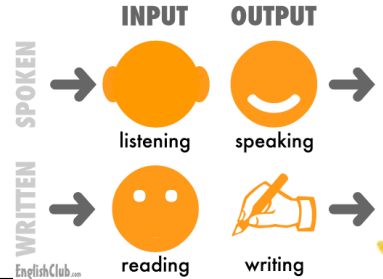 INPUT OUTPUT
SPOKEN
listening speaking
WRITTEN
reading writing
EnglishClub.com